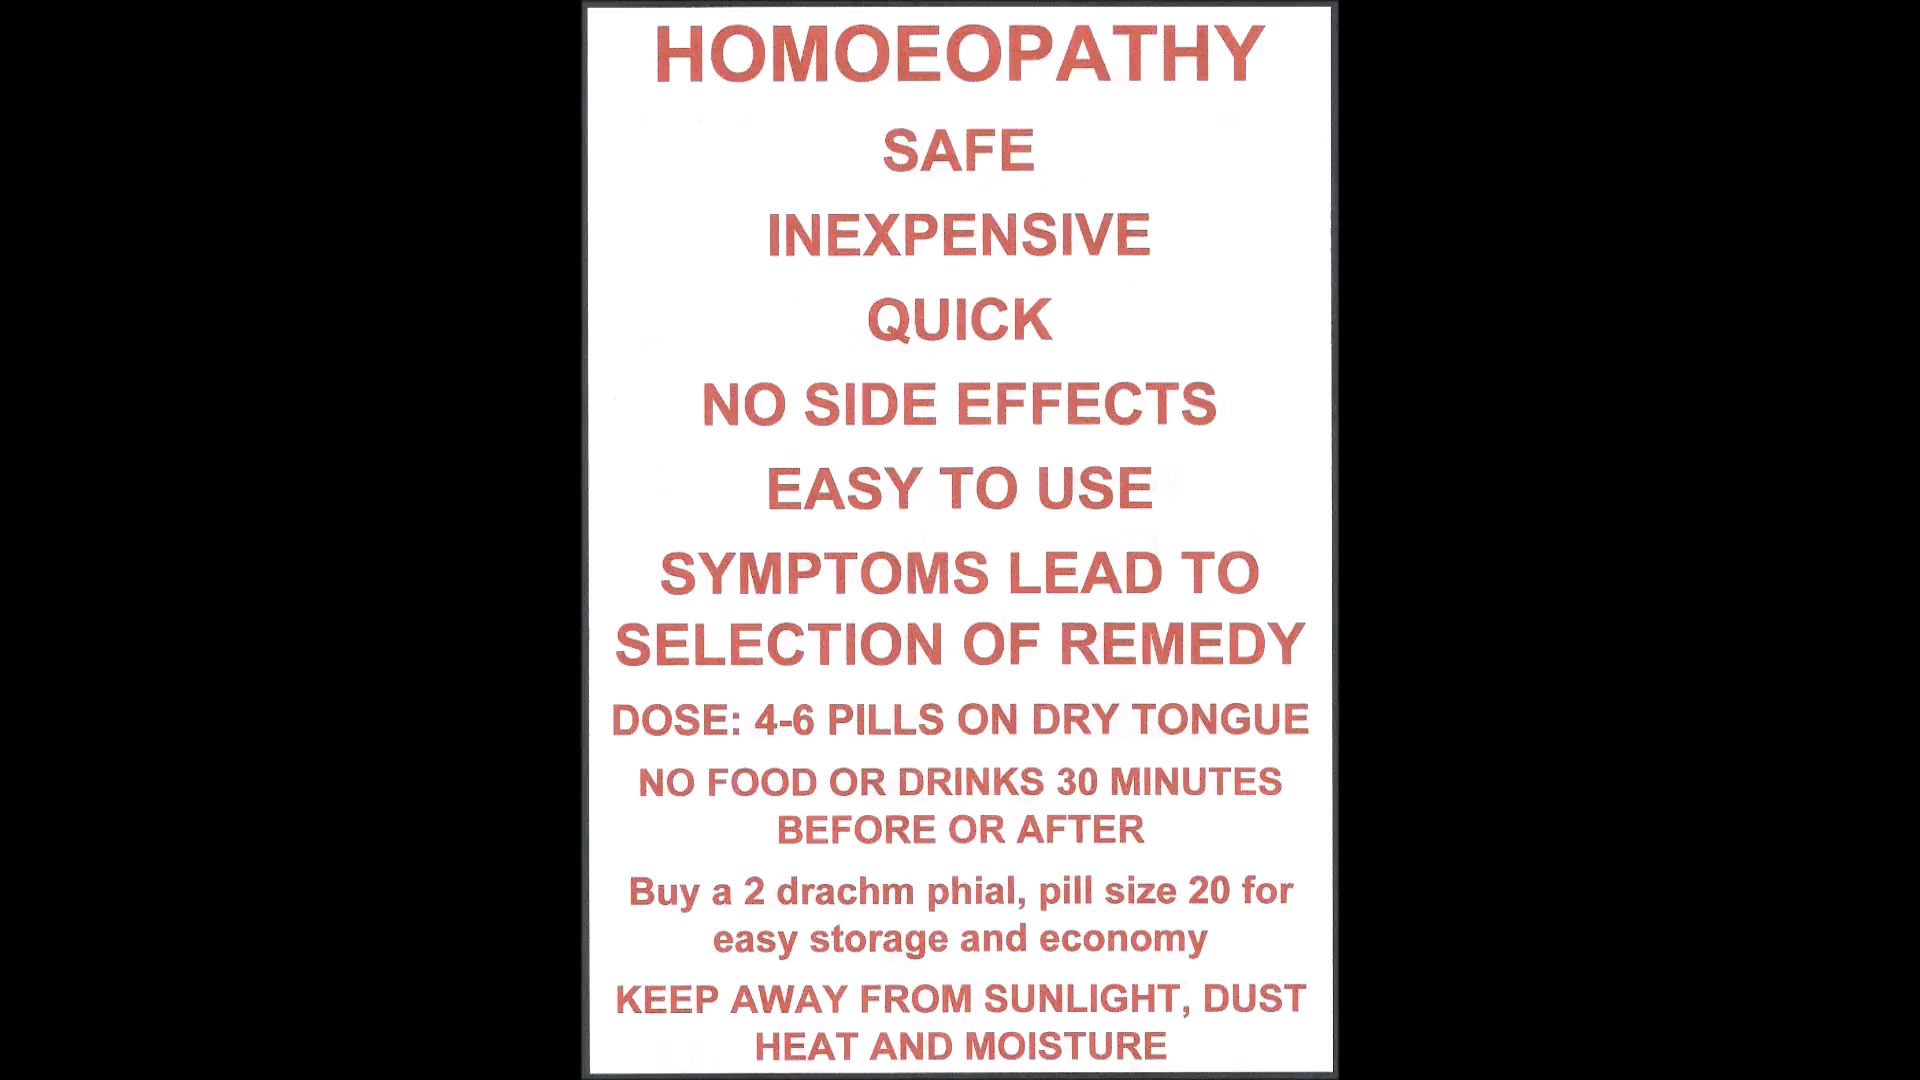 HOMOEOPATHY
SAFE
INEXPENSIVE
QUICK
NO SIDE EFFECTS
EASY TO USE
SYMPTOMS LEAD TO
SELECTION OF REMEDY
DOSE: 4-6 PILLS ON DRY TONGUE
NO FOOD OR DRINKS 30 MINUTES
BEFORE OR AFTER
Buy a 2 drachm phial, pill size 20 for
easy storage and economy
KEEP AWAY FROM SUNLIGHT, DUST
HEAT AND MOISTURE